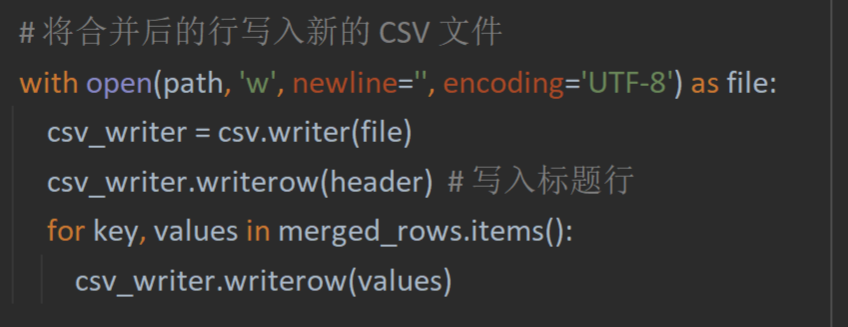 # 将合并后的行写入新的 CSV 文件
with open(path, 'w', newline='', encoding='UTF-8') as file:
csv_writer = csv.writer(file)
csv_writer.writerow(header)  # 写入标题行
for key, values in merged_rows.items():
csv_writer.writerow(values)